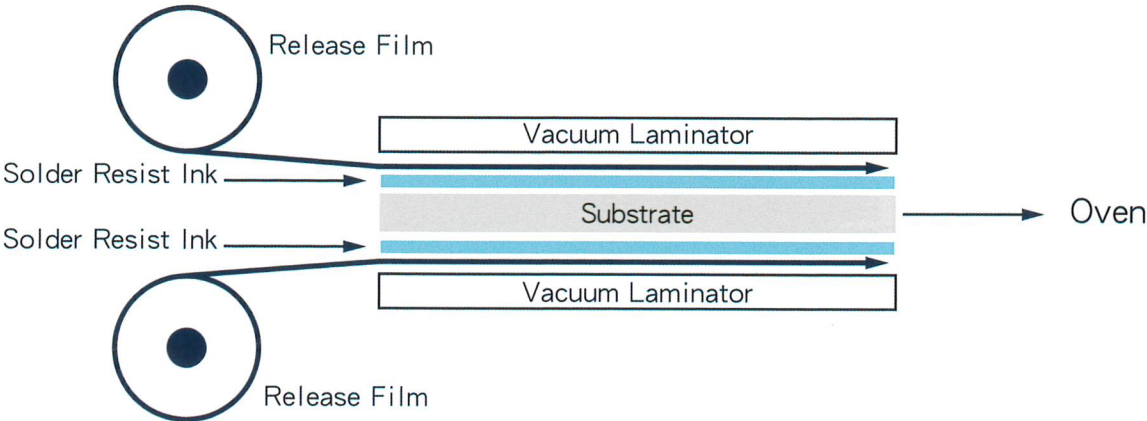 Release Film
Vacuum Laminator
Solder Resist Ink
Substrate
Oven
Solder Resist Ink
Vacuum Laminator
Release Film